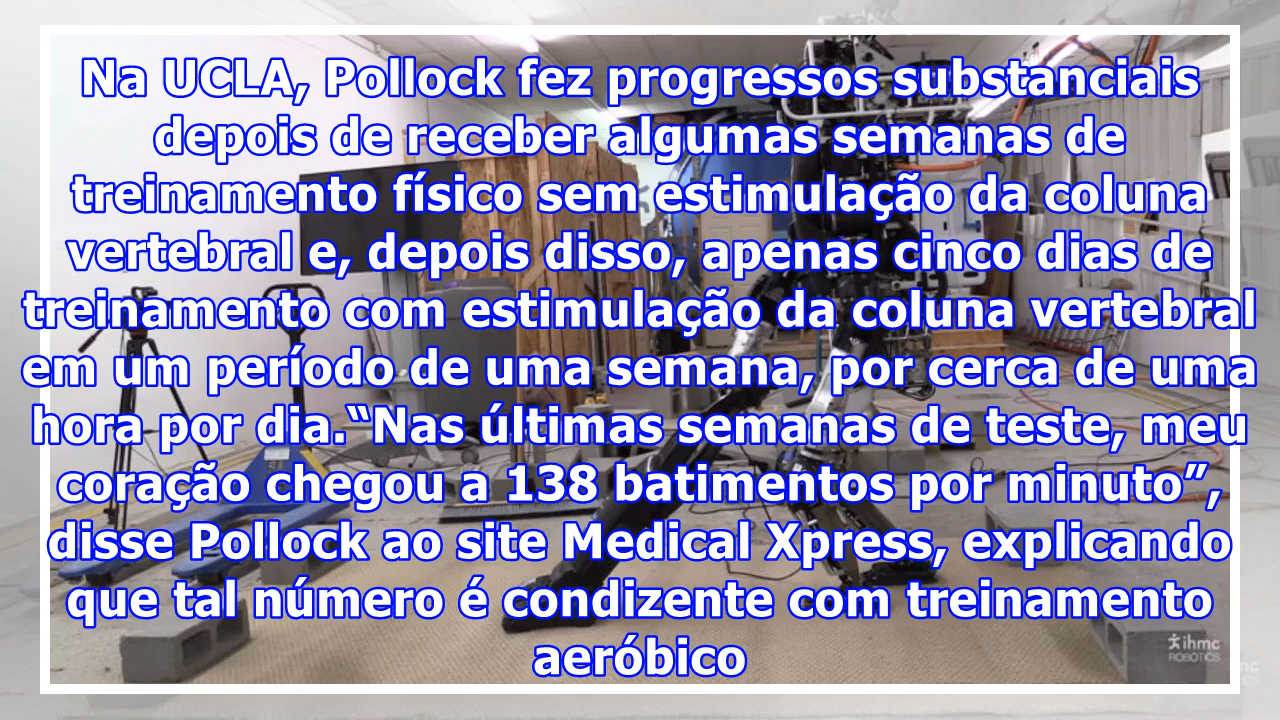 Na UCLA, Pollock fez progressos substanciais
depois de receber algumas semanas de
treinamento físico sem estimulação da coluna
vertebral e, depois disso, apenas cinco dias de
treinamento com estimulação da coluna vertebral
em um período de uma semana, por cerca de uma
hora por dia.“Nas últimas semanas de teste, meu
coração chegou a 138 batimentos por minuto”,
disse Pollock ao site Medical Xpress, explicando
que tal número é condizente com treinamento
aeróbico
ihmc
ROBOTICS